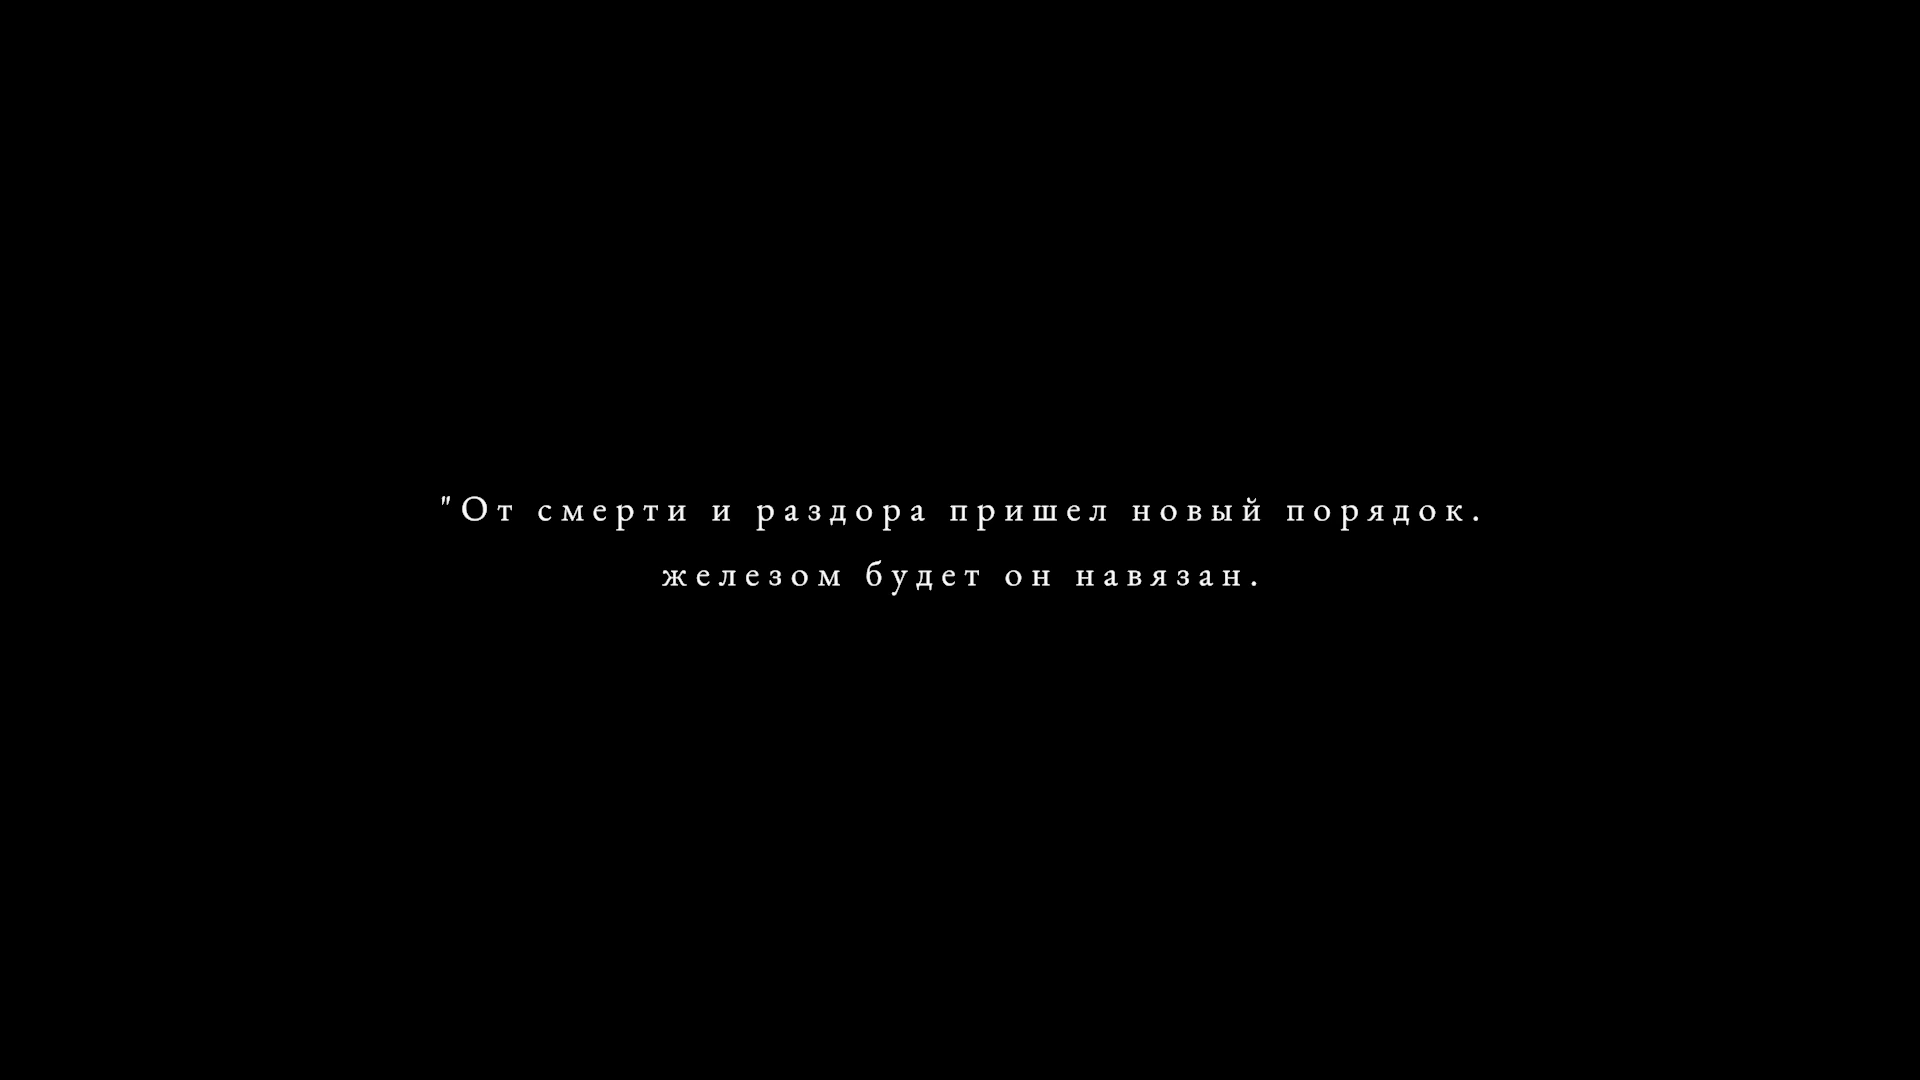 "От смерти и раздора пришел новый порядок.
железом будет он навязан.